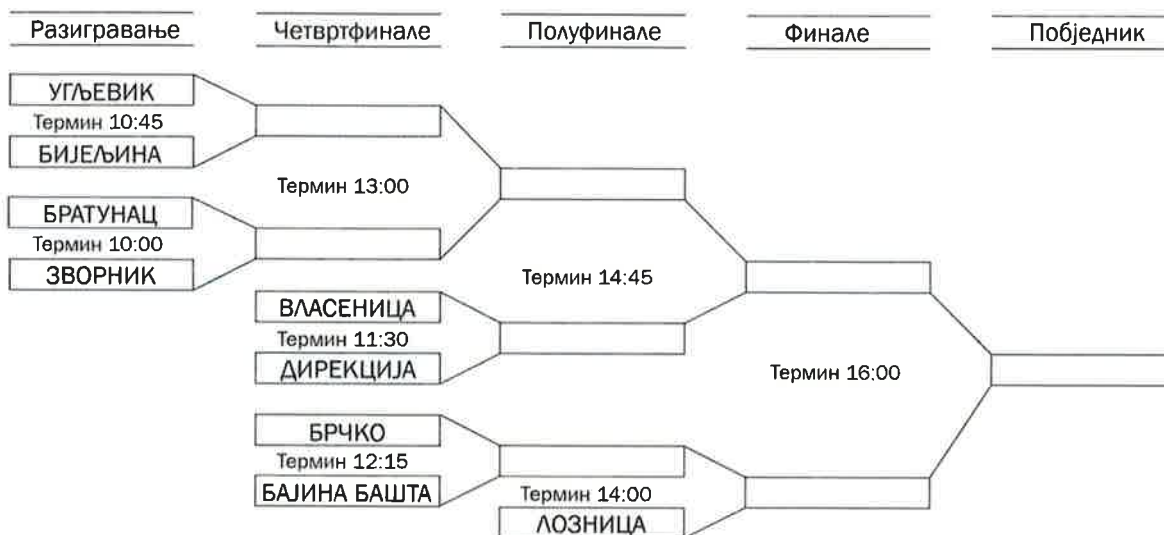 Разигравање
Четвртфинале
Полуфинале
Финале
Побједник
УГЉЕВИК
Термин 10:45
БИЈЕЉИНА
БРАТУНАЦ
Термин 10:00
ЗВОРНИК
Термин 13:00
ВЛАСЕНИЦА
Термин 11:30
ДИРЕКЦИЈА
БРЧКО
Термин 12:15
БАЈИНА БАШТА
Термин 14:45
Термин 14:00
ЛОЗНИЦА
Термин 16:00